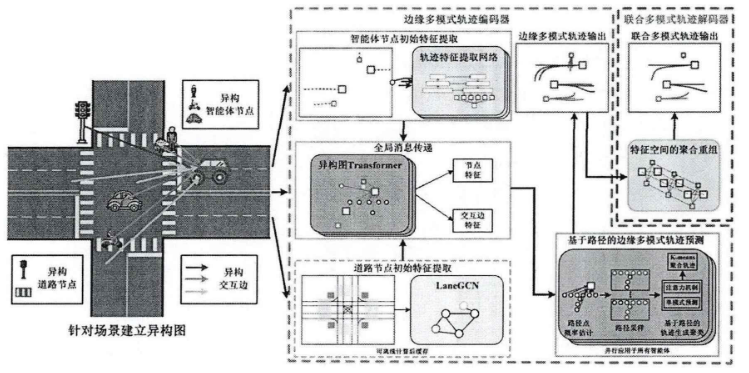 边缘多模式轨迹编码器
联合多模式轨迹解码器
智能体节点初始特征提取
边缘多模式轨迹输出
联合多模式轨迹输出
轨迹特征提取网络
异构
智能体节点
全局消息传递
异构图Transformer
节点
特征
交互边
特征
特征空间的聚合重组
异构
道路节点
异构
交互边
针对场景建立异构图
道路节点初始特征提取
LaneGCN
可离线计算后缓存
基于路径的边缘多模式轨迹预测
K-means
聚合轨迹
注意力机制
单模式预测
路径点
概率估计
路径采样
基于路径的
轨迹生成聚类
并行应用于所有智能体